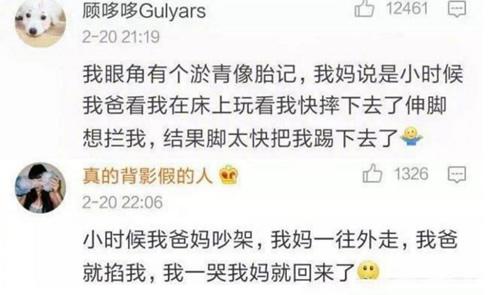 顾哆哆Gulyars
12461
2-20 21:19
我眼角有个淤青像胎记，我妈说是小时候
我爸看我在床上玩看我快摔下去了伸脚
想拦我，结果脚太快把我踢下去了
真的背影假的人
1326
2-20 22:06
小时候我爸妈吵架，我妈一往外走，我爸
就掐我，我一哭我妈就回来了